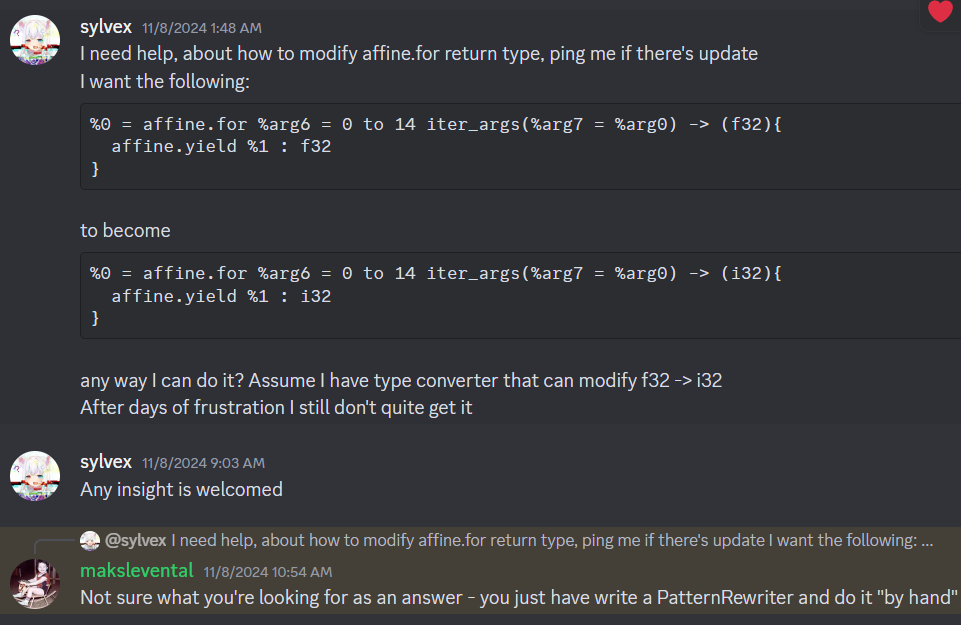 sylvex 11/8/2024 1:48 AM
I need help, about how to modify affine.for return type, ping me if there's update
I want the following:
%0 = affine.for %arg6 = 0 to 14 iter_args(%arg7 = %arg0) -> (f32){
  affine.yield %1 : f32
}
to become
%0 = affine.for %arg6 = 0 to 14 iter_args(%arg7 = %arg0) -> (i32){
  affine.yield %1 : i32
}
any way I can do it? Assume I have type converter that can modify f32 -> i32
After days of frustration I still don't quite get it
sylvex 11/8/2024 9:03 AM
Any insight is welcomed
@sylvex I need help, about how to modify affine.for return type, ping me if there's update I want the following: ...
makslevental 11/8/2024 10:54 AM
Not sure what you're looking for as an answer - you just have write a PatternRewriter and do it "by hand"